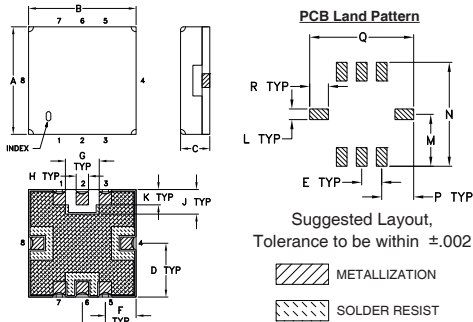 PCB Land Pattern
B
7 6 5
A
8
4
INDEX
1 2 3
C
Q
R TYP
L TYP
N
M
E TYP
P TYP
G
TYP
H TYP
1 2 3
K TYP
J TYP
8
4
D TYP
7
6
5
F
TYP
Suggested Layout,
Tolerance to be within ±.002
METALLIZATION
SOLDER RESIST